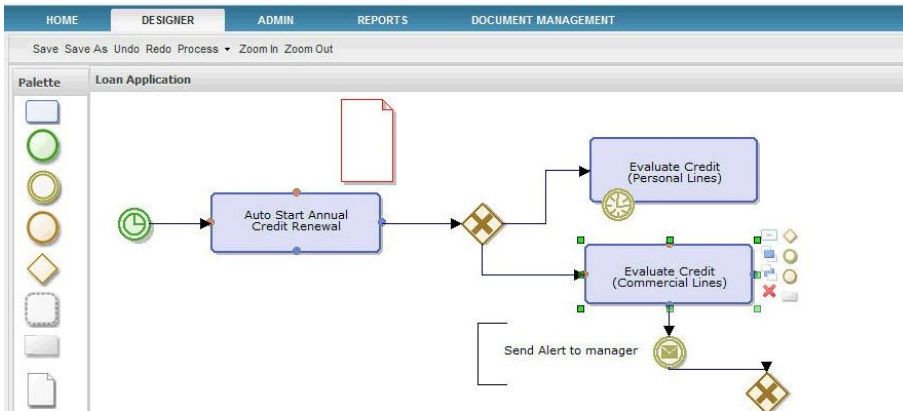 HOME DESIGNER ADMIN REPORTS DOCUMENT MANAGEMENT
Save Save As Undo Redo Process Zoom In Zoom Out
Palette
Loan Application
Auto Start Annual
Credit Renewal
Evaluate Credit
(Personal Lines)
Evaluate Credit
(Commercial Lines)
Send Alert to manager